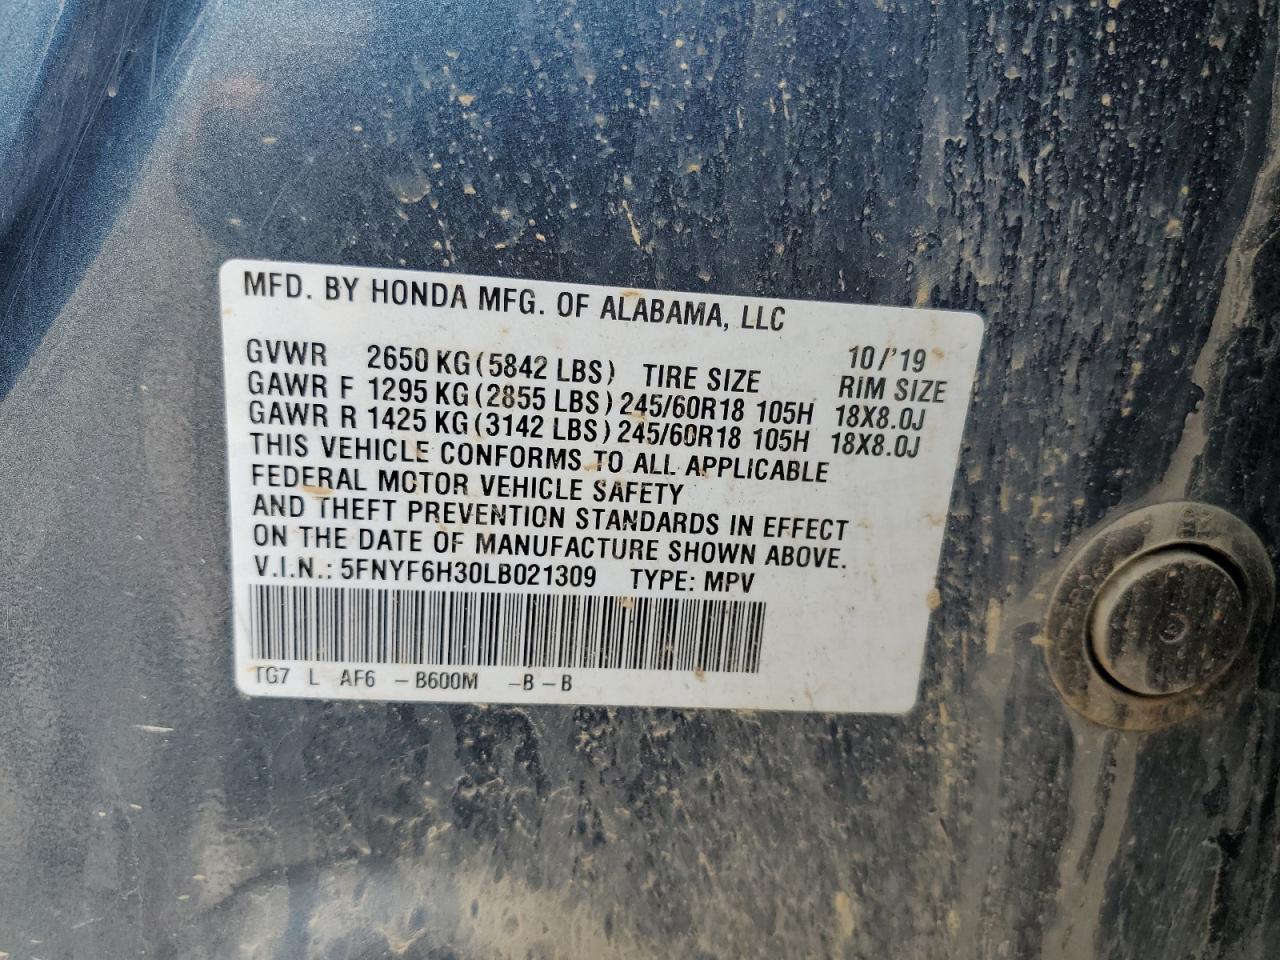 MFD. BY HONDA MFG. OF ALABAMA, LLC
10/'19
GVWR 2650 KG (5842 LBS) TIRE SIZE RIM SIZE
GAWR F 1295 KG (2855 LBS) 245/60R18 105H 18X8.0J
GAWR R 1425 KG (3142 LBS) 245/60R18 105H 18X8.0J
THIS VEHICLE CONFORMS TO ALL APPLICABLE
FEDERAL MOTOR VEHICLE SAFETY
AND THEFT PREVENTION STANDARDS IN EFFECT
ON THE DATE OF MANUFACTURE SHOWN ABOVE.
V.I.N.: 5FNYF6H30LB021309 TYPE: MPV
TG7 L AF6 – B600M – B – B